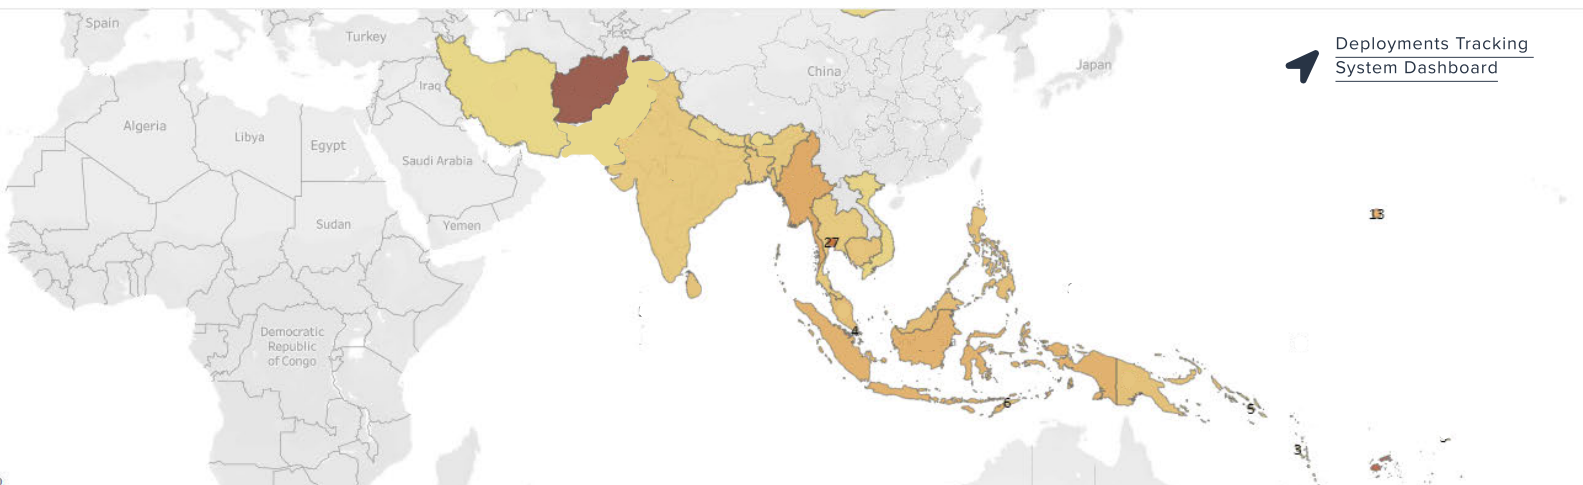 Spain
Turkey
Deployments Tracking
System Dashboard
Japan
China
Iraq
Algeria
Libya
Egypt
Saudi Arabia
Sudan
Yemen
13
27
Democratic
Republic
of Congo
4
6
5
3